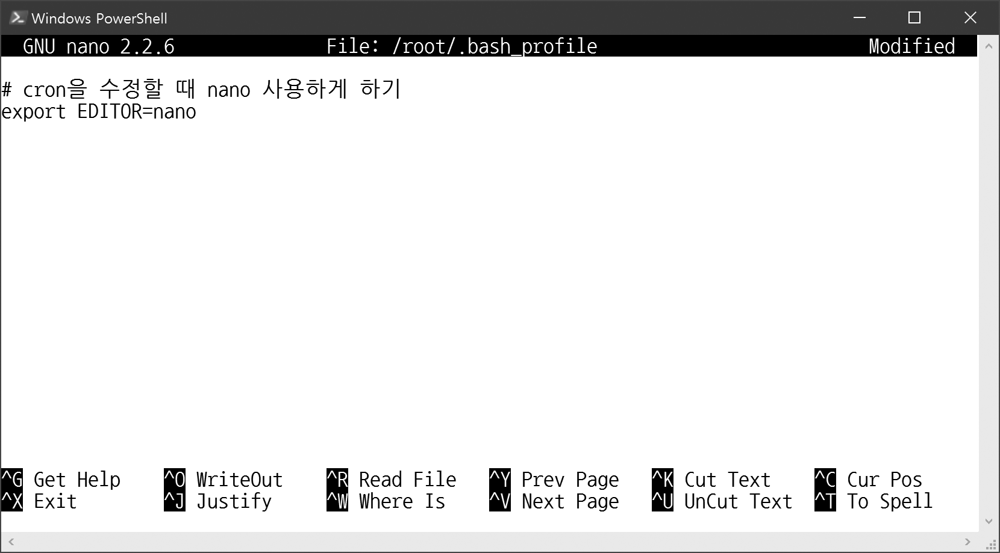 Windows PowerShell
GNU nano 2.2.6 File: /root/.bash_profile Modified
# cron을 수정할 때 nano 사용하게 하기
export EDITOR=nano
^G Get Help ^O WriteOut ^R Read File ^Y Prev Page ^K Cut Text ^C Cur Pos
^X Exit ^J Justify ^W Where Is ^V Next Page ^U UnCut Text ^T To Spell